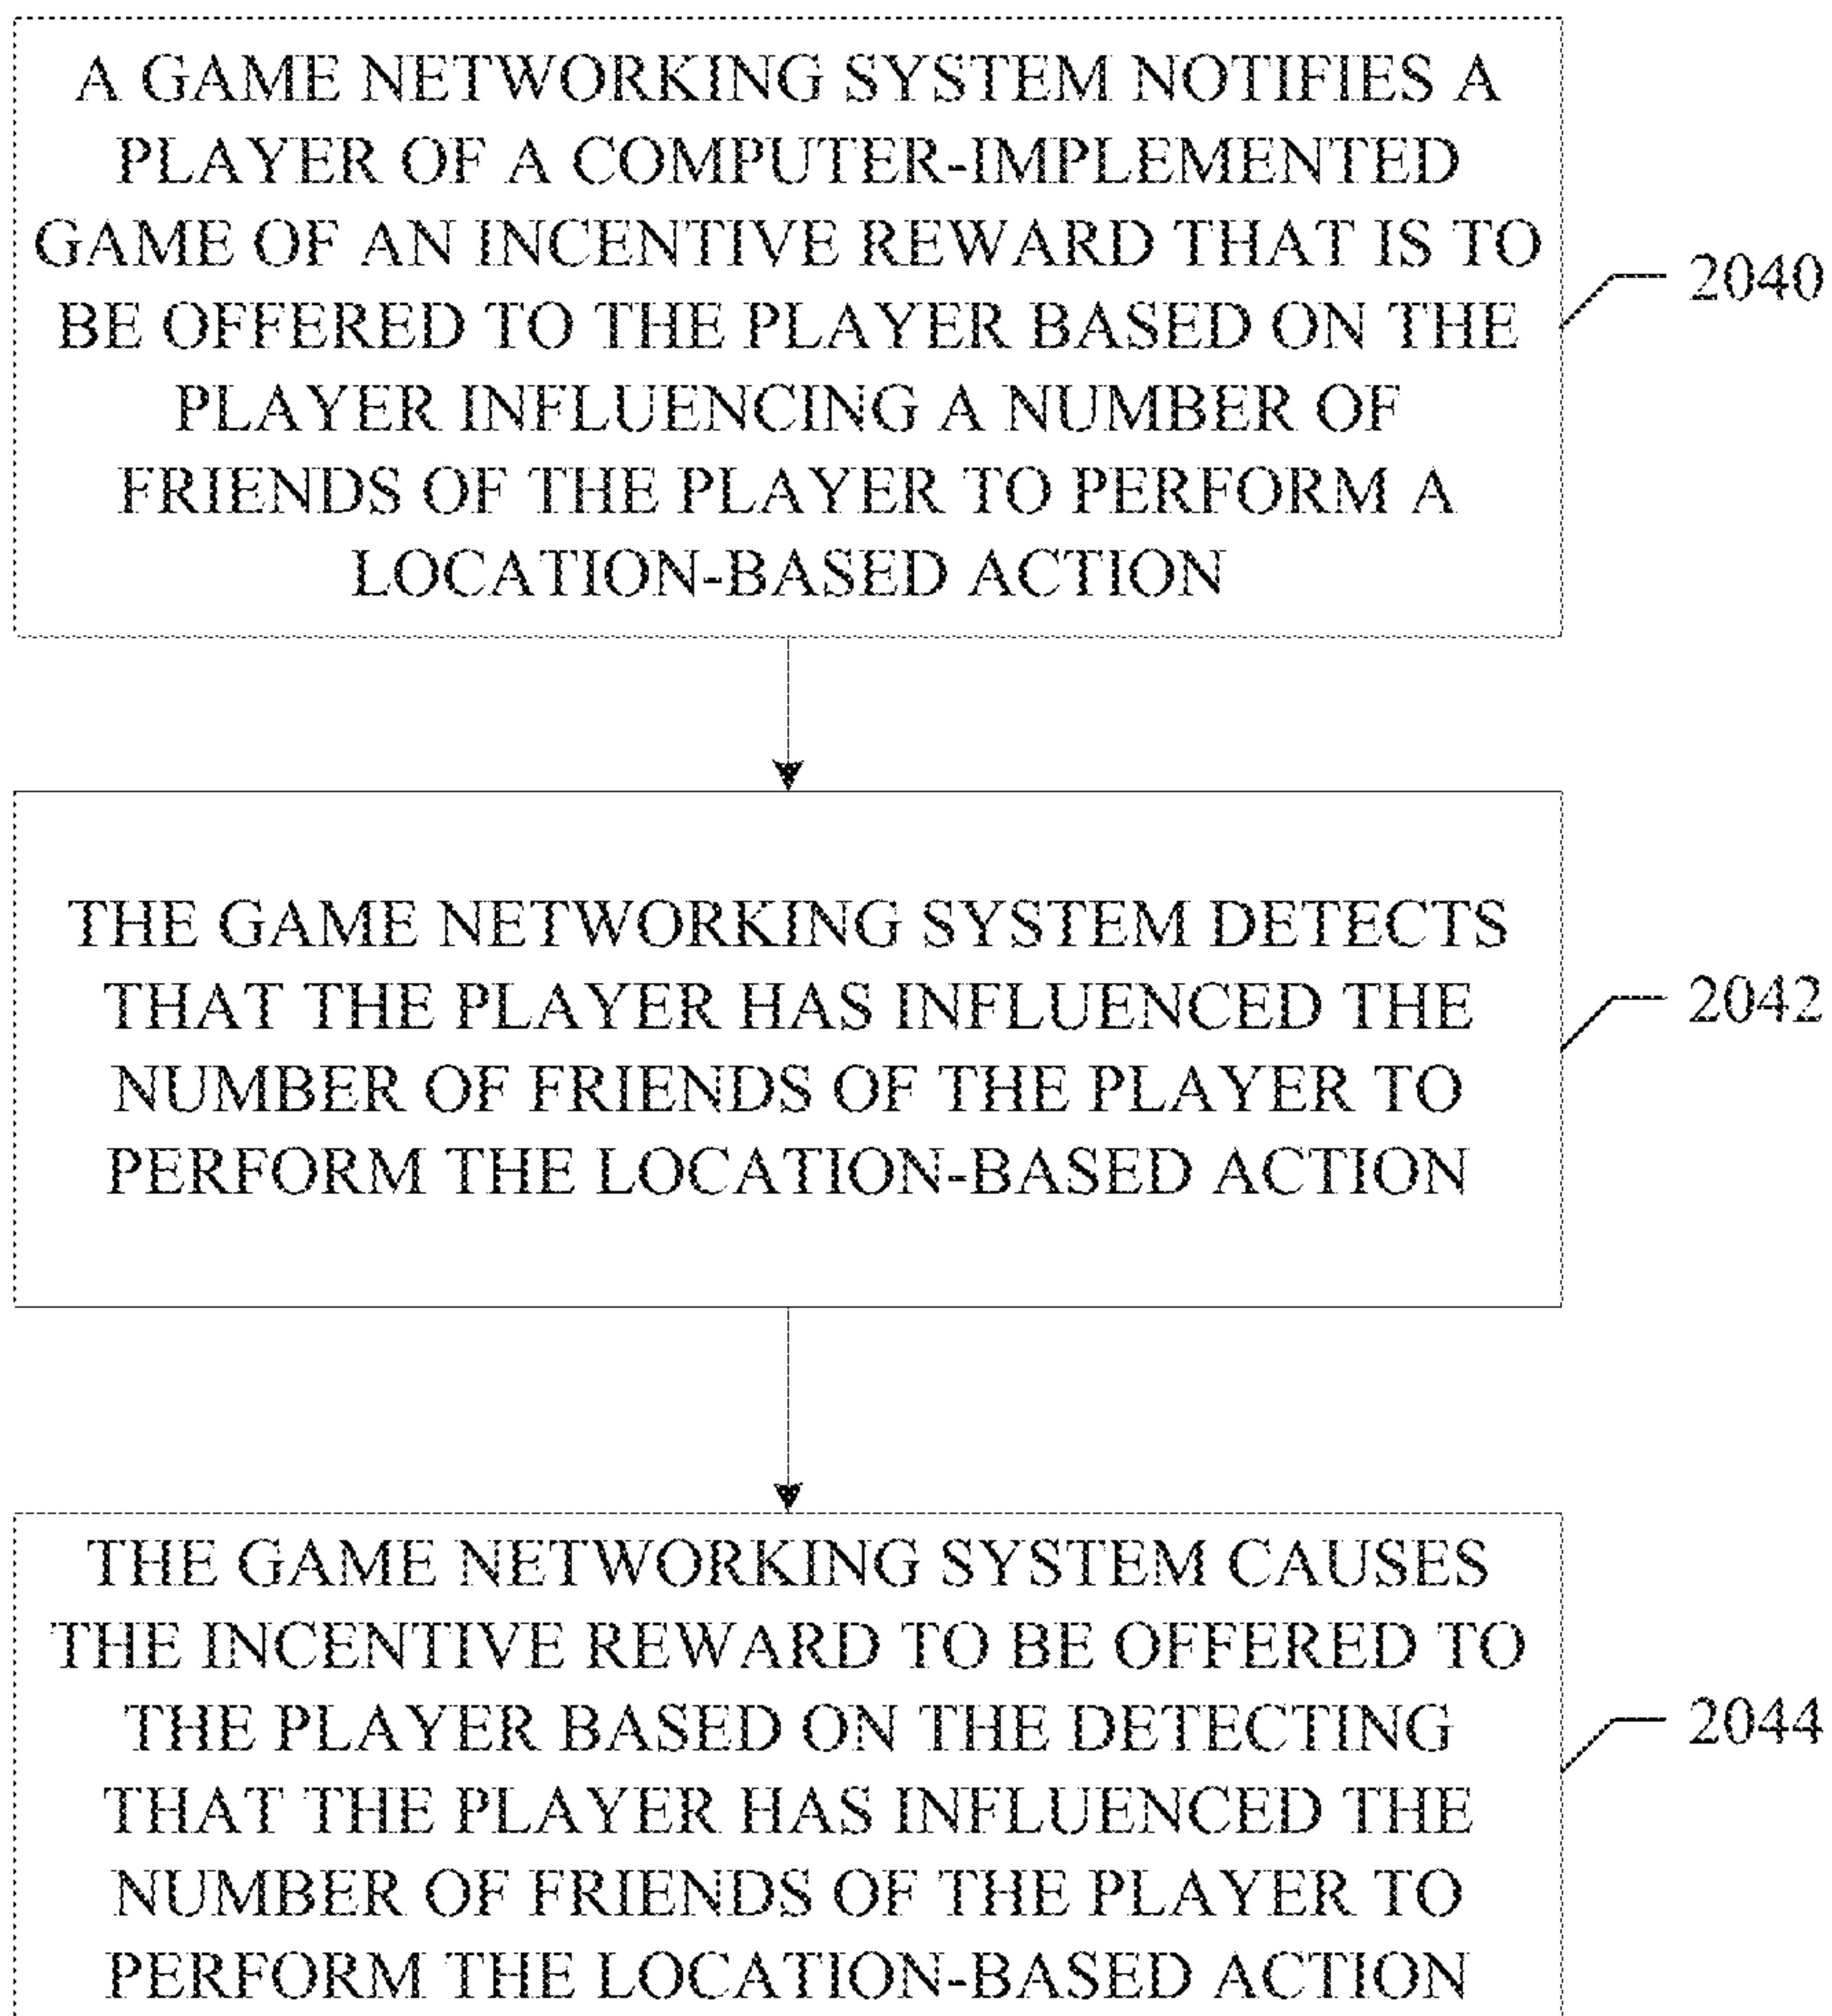 A GAME NETWORKING SYSTEM NOTIFIES A
PLAYER OF A COMPUTER-IMPLEMENTED
GAME OF AN INCENTIVE REWARD THAT IS TO
BE OFFERED TO THE PLAYER BASED ON THE
PLAYER INFLUENCING A NUMBER OF
FRIENDS OF THE PLAYER TO PERFORM A
LOCATION-BASED ACTION
2040
THE GAME NETWORKING SYSTEM DETECTS
THAT THE PLAYER HAS INFLUENCED THE
NUMBER OF FRIENDS OF THE PLAYER TO
PERFORM THE LOCATION-BASED ACTION
2042
THE GAME NETWORKING SYSTEM CAUSES
THE INCENTIVE REWARD TO BE OFFERED TO
THE PLAYER BASED ON THE DETECTING
THAT THE PLAYER HAS INFLUENCED THE
NUMBER OF FRIENDS OF THE PLAYER TO
PERFORM THE LOCATION-BASED ACTION
2044